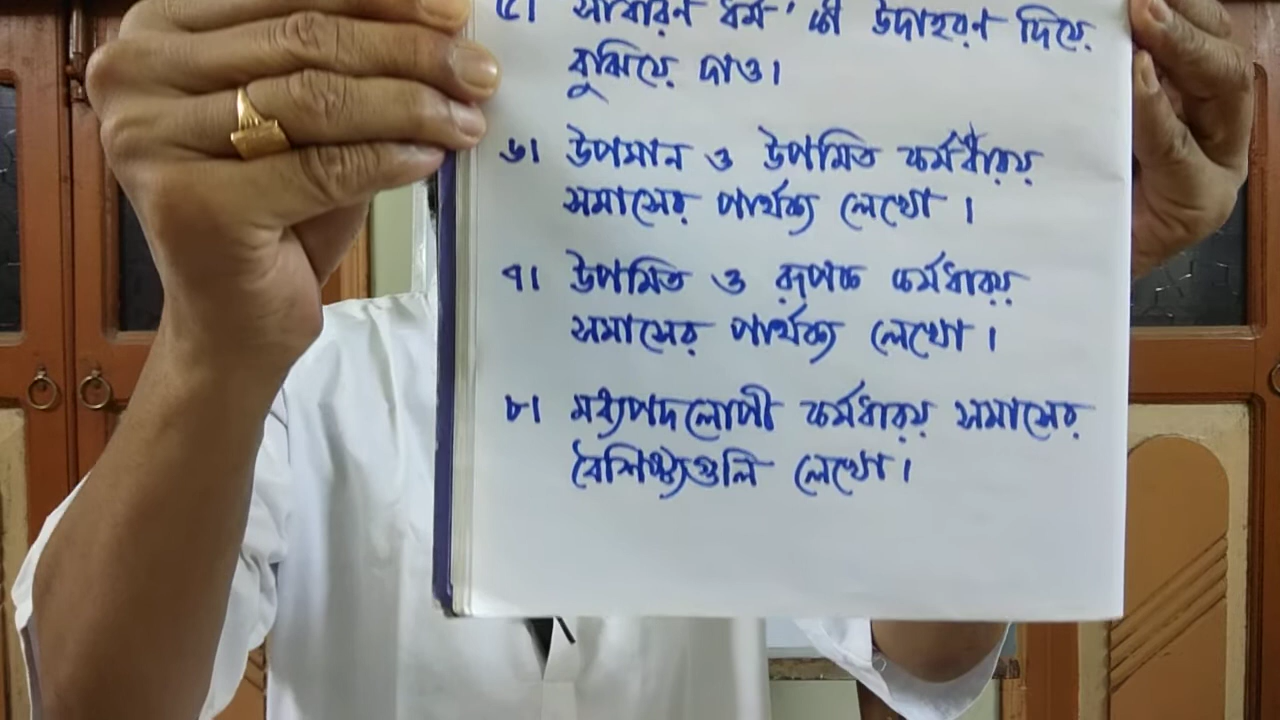 ৫। সাধারণ ধর্ম' কী উদাহরণ দিয়ে
বুঝিয়ে দাও।
৬। উপমান ও উপমিত কর্মধারয়
সমাসের পার্থক্য লেখো ।
৭। উপমিত ও রূপক কর্মধারয়
সমাসের পার্থক্য লেখো ।
৮। মধ্যপদলোপী কর্মধারয় সমাসের
বৈশিষ্ট্যগুলি লেখো।